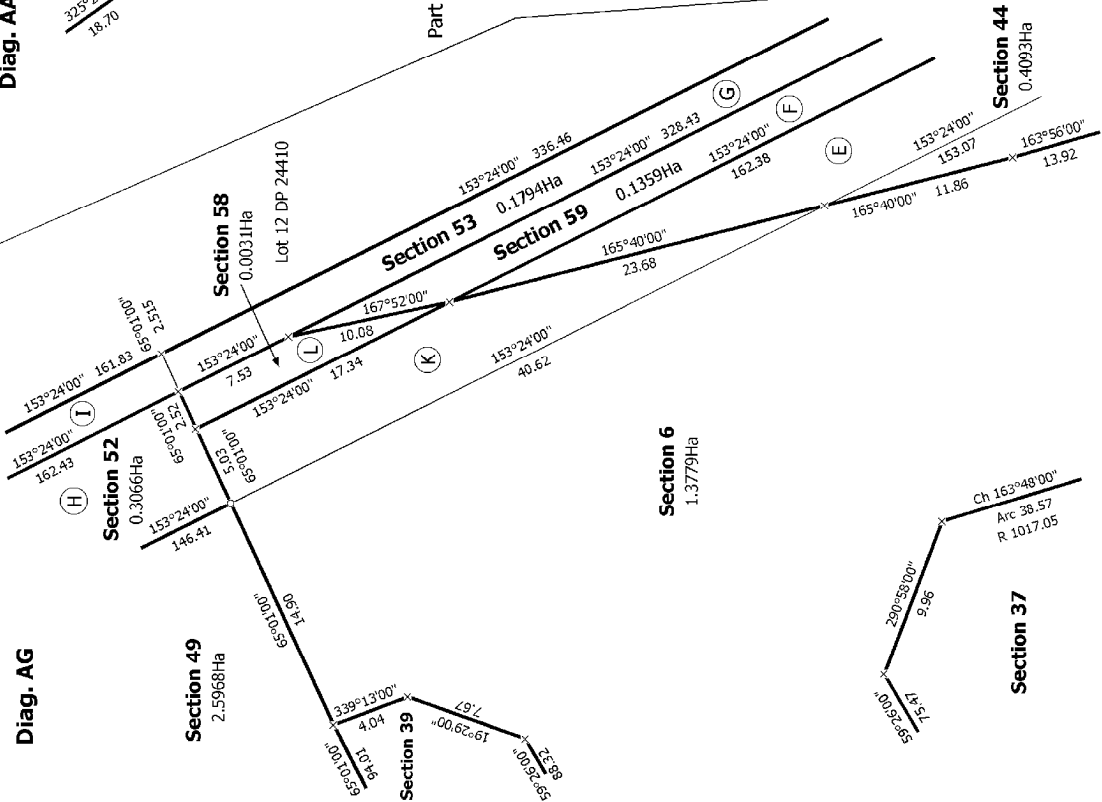 Diag. AA
18.70
Part
Section 44
0.4093Ha
G
336.46
153°24'00"
328.43
153°24'00"
F
153°24'00"
162.38
E
153°24'00"
153.07
163°56'00"
13.92
11.86
165°40'00"
0.1794Ha
Section 53
0.1359Ha
Section 59
Section 58
0.0031Ha
Lot 12 DP 24410
165°40'00"
23.68
167°52'00"
10.08
2.515
65°01'00"
153°24'00"
161.83
I
153°24'00"
162.43
153°24'00"
7.53
L
17.34
153°24'00"
K
153°24'00"
40.62
65°01'00"
2.52
5.03
65°01'00"
H
Section 52
0.3066Ha
153°24'00"
146.41
Section 6
1.3779Ha
65°01'00"
14.90
Diag. AG
Section 49
2.5968Ha
339°13'00"
4.04
Section 39
19°29'00"
7.67
65°01'00"
94.01
59°26'00"
88.32
Ch 163°48'00"
Arc 38.57
R 1017.05
290°58'00"
9.96
59°26'00"
75.47
Section 37